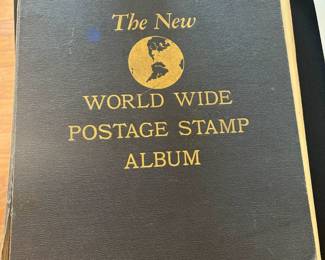 The New
WORLD WIDE
POSTAGE STAMP
ALBUM